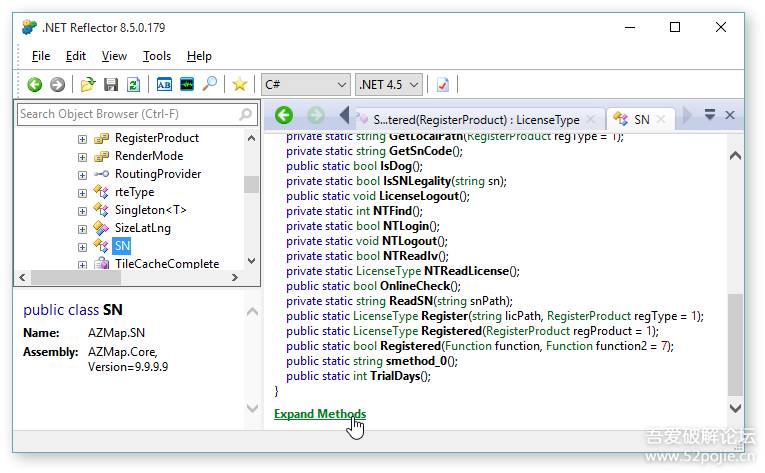 .NET Reflector 8.5.0.179
File Edit View Tools Help
C# .NET 4.5
Search Object Browser (Ctrl-F)
RegisterProduct
RenderMode
RoutingProvider
rteType
Singleton<T>
SizeLatLng
SN
TileCacheComplete
public class SN
Name: AZMap.SN
Assembly: AZMap.Core,
Version=9.9.9.9
S...tered(RegisterProduct) : LicenseType SN
private static string GetLocalPath(RegisterProduct regType = 1);
private static string GetSnCode();
public static bool IsDog();
private static bool IsSNLegality(string sn);
public static void LicenseLogout();
private static int NTFind();
private static bool NTLogin();
private static void NTLogout();
private static bool NTReadIv();
private static LicenseType NTReadLicense();
public static bool OnlineCheck();
private static string ReadSN(string snPath);
public static LicenseType Register(string licPath, RegisterProduct regType = 1);
public static LicenseType Registered(RegisterProduct regProduct = 1);
public static bool Registered(Function function, Function function2 = 7);
public static string smethod_0();
public static int TrialDays();
}
Expand Methods
吾爱破解论坛
www.52pojie.cn